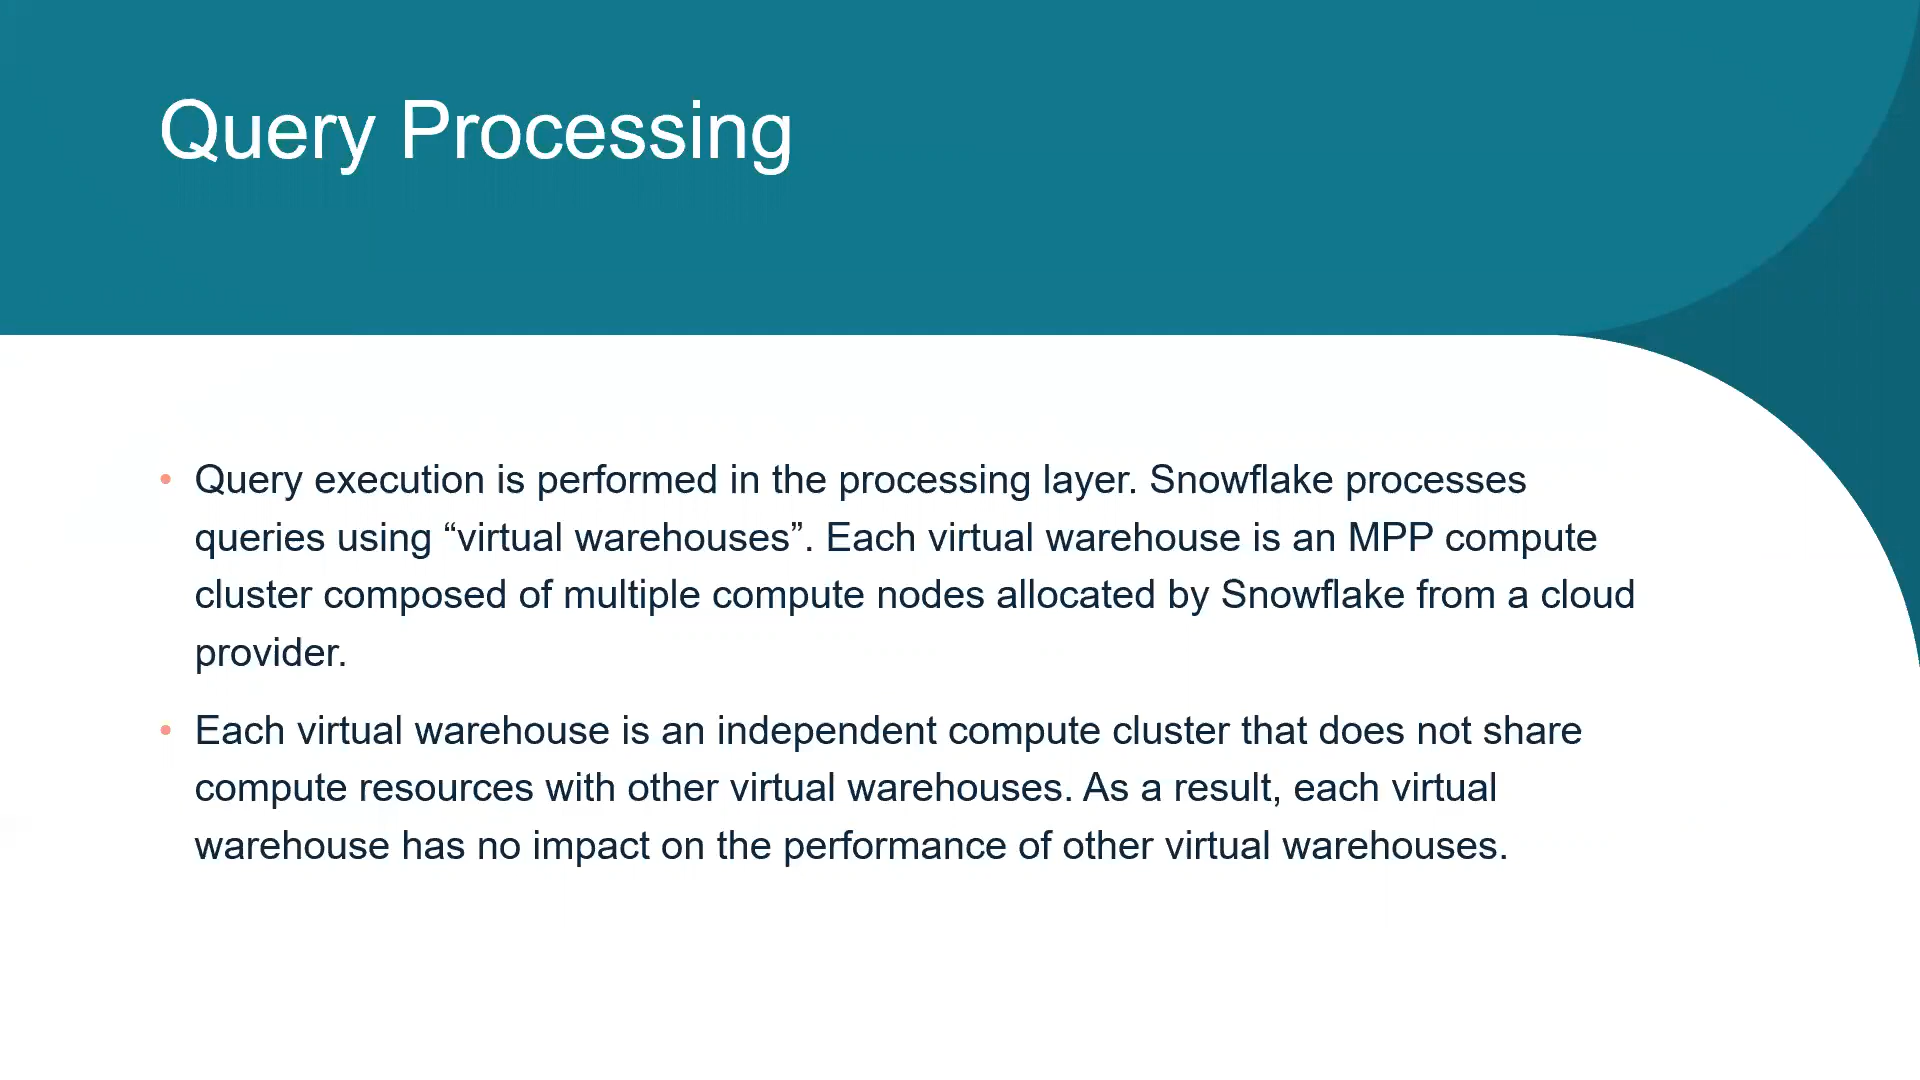 Query Processing
• Query execution is performed in the processing layer. Snowflake processes
queries using “virtual warehouses”. Each virtual warehouse is an MPP compute
cluster composed of multiple compute nodes allocated by Snowflake from a cloud
provider.
• Each virtual warehouse is an independent compute cluster that does not share
compute resources with other virtual warehouses. As a result, each virtual
warehouse has no impact on the performance of other virtual warehouses.